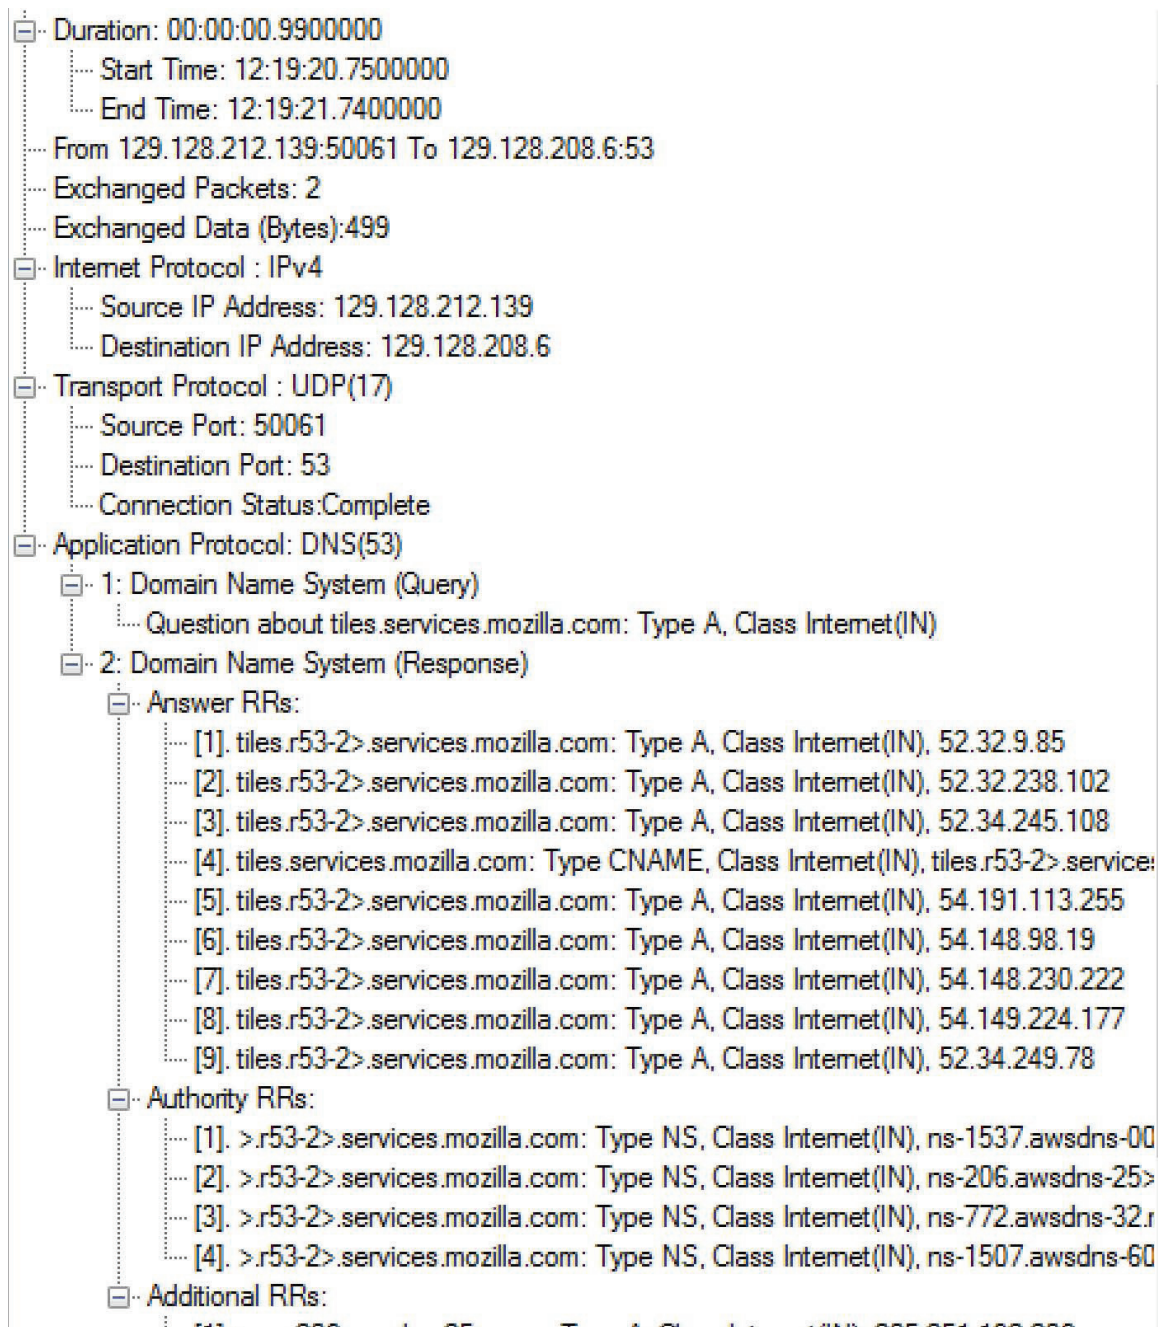 Duration: 00:00:00.9900000
Start Time: 12:19:20.7500000
End Time: 12:19:21.7400000
From 129.128.212.139:50061 To 129.128.208.6:53
Exchanged Packets: 2
Exchanged Data (Bytes):499
Internet Protocol : IPv4
Source IP Address: 129.128.212.139
Destination IP Address: 129.128.208.6
Transport Protocol : UDP(17)
Source Port: 50061
Destination Port: 53
Connection Status:Complete
Application Protocol: DNS(53)
1: Domain Name System (Query)
Question about tiles.services.mozilla.com: Type A, Class Internet(IN)
2: Domain Name System (Response)
Answer RRs:
[1]. tiles.r53-2>.services.mozilla.com: Type A, Class Internet(IN), 52.32.9.85
[2]. tiles.r53-2>.services.mozilla.com: Type A, Class Internet(IN), 52.32.238.102
[3]. tiles.r53-2>.services.mozilla.com: Type A, Class Internet(IN), 52.34.245.108
[4]. tiles.services.mozilla.com: Type CNAME, Class Internet(IN), tiles.r53-2>.services
[5]. tiles.r53-2>.services.mozilla.com: Type A, Class Internet(IN), 54.191.113.255
[6]. tiles.r53-2>.services.mozilla.com: Type A, Class Internet(IN), 54.148.98.19
[7]. tiles.r53-2>.services.mozilla.com: Type A, Class Internet(IN), 54.148.230.222
[8]. tiles.r53-2>.services.mozilla.com: Type A, Class Internet(IN), 54.149.224.177
[9]. tiles.r53-2>.services.mozilla.com: Type A, Class Internet(IN), 52.34.249.78
Authority RRs:
[1]. >.r53-2>.services.mozilla.com: Type NS, Class Internet(IN), ns-1537.awsdns-00
[2]. >.r53-2>.services.mozilla.com: Type NS, Class Internet(IN), ns-206.awsdns-25>
[3]. >.r53-2>.services.mozilla.com: Type NS, Class Internet(IN), ns-772.awsdns-32.
[4]. >.r53-2>.services.mozilla.com: Type NS, Class Internet(IN), ns-1507.awsdns-60
Additional RRs: